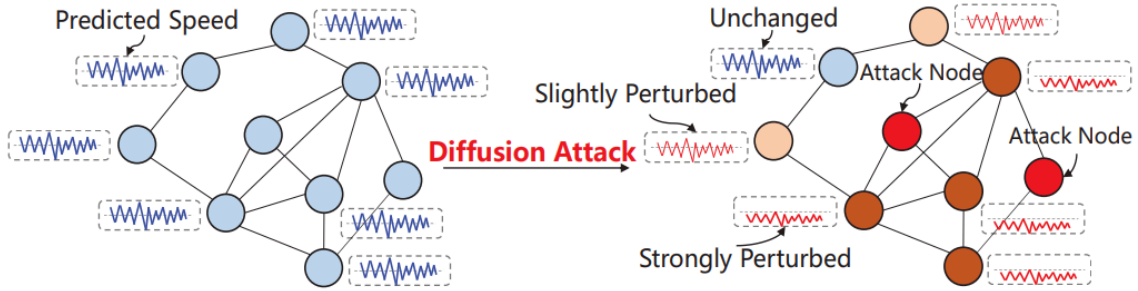 Predicted Speed
Diffusion Attack
Unchanged
Attack Node
Slightly Perturbed
Attack Node
Strongly Perturbed